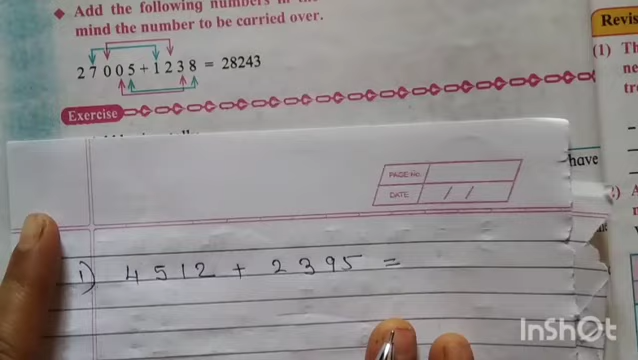 ◆ Add the following numbers in
mind the number to be carried over.
27005+1238 = 28243
Exercise
have
PAGE No.
DATE / /
1) 4512 + 2395 =
Revis
(1) Th
ne
tr
InShOt